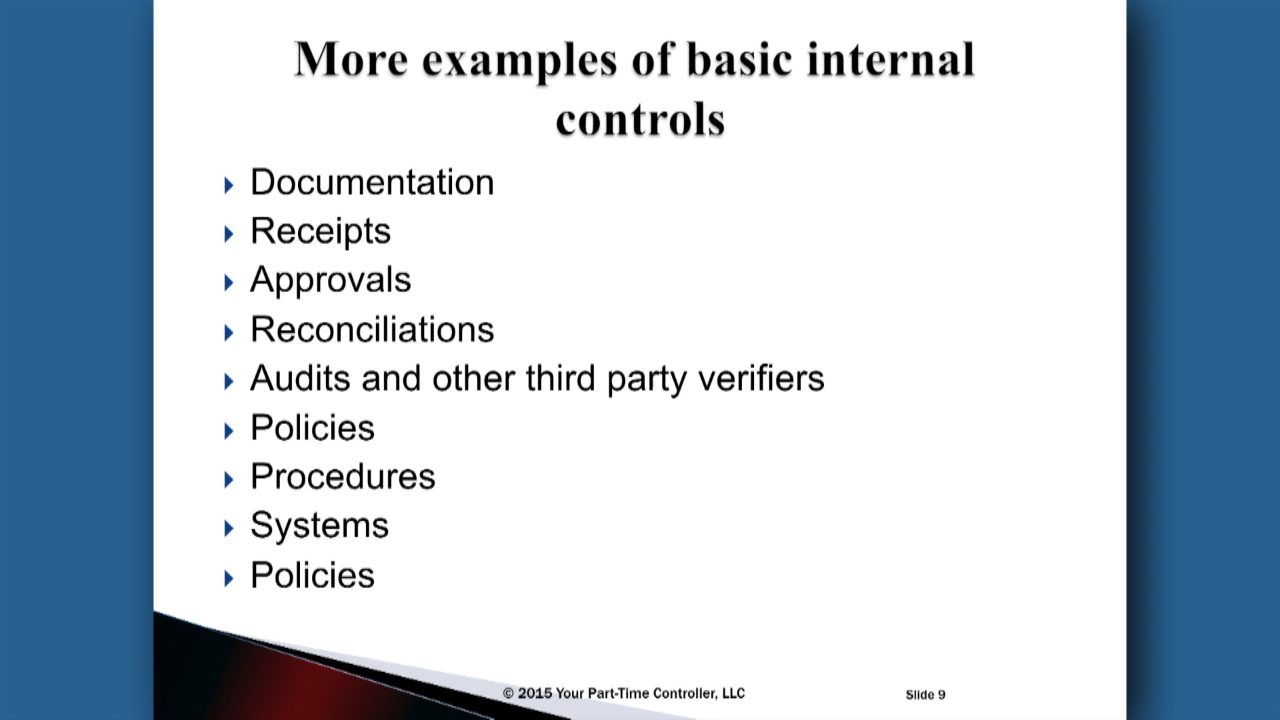 More examples of basic internal
controls
Documentation
Receipts
Approvals
Reconciliations
Audits and other third party verifiers
Policies
Procedures
Systems
Policies
© 2015 Your Part-Time Controller, LLC
Slide 9